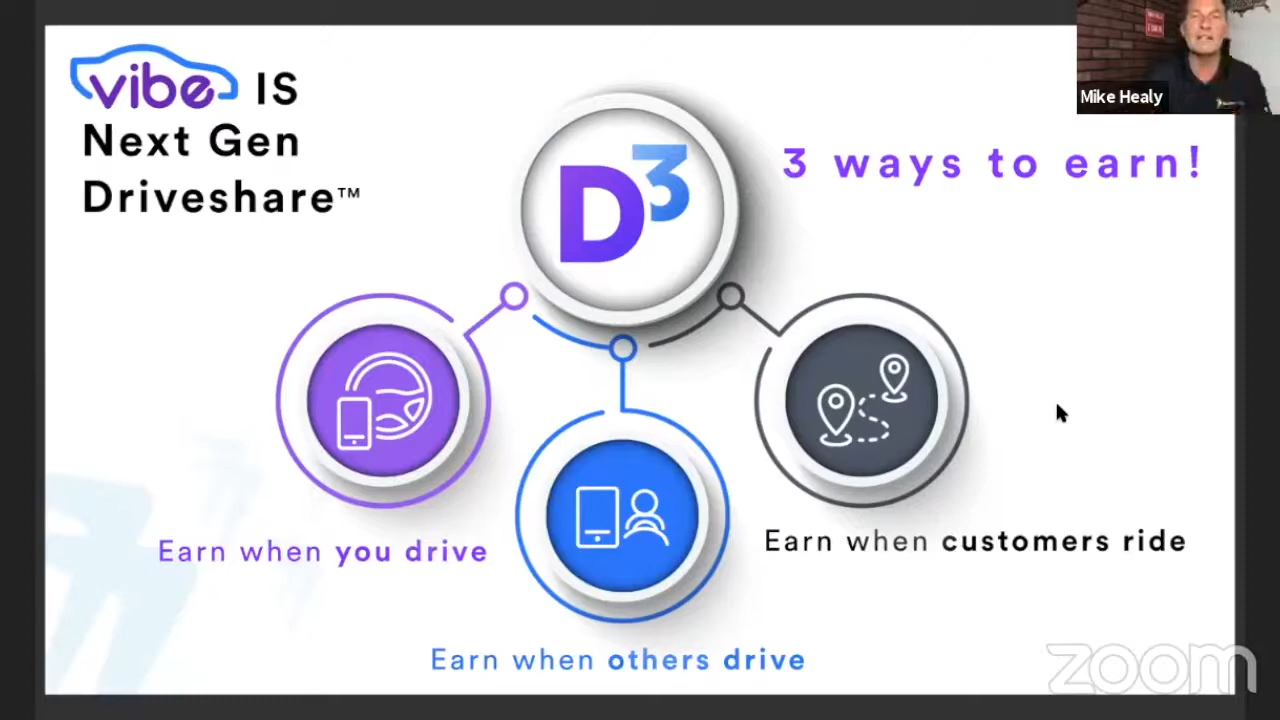 vibe IS
Next Gen
Driveshare™
D3
3 ways to earn!
Mike Healy
Earn when you drive
Earn when customers ride
Earn when others drive
zoom